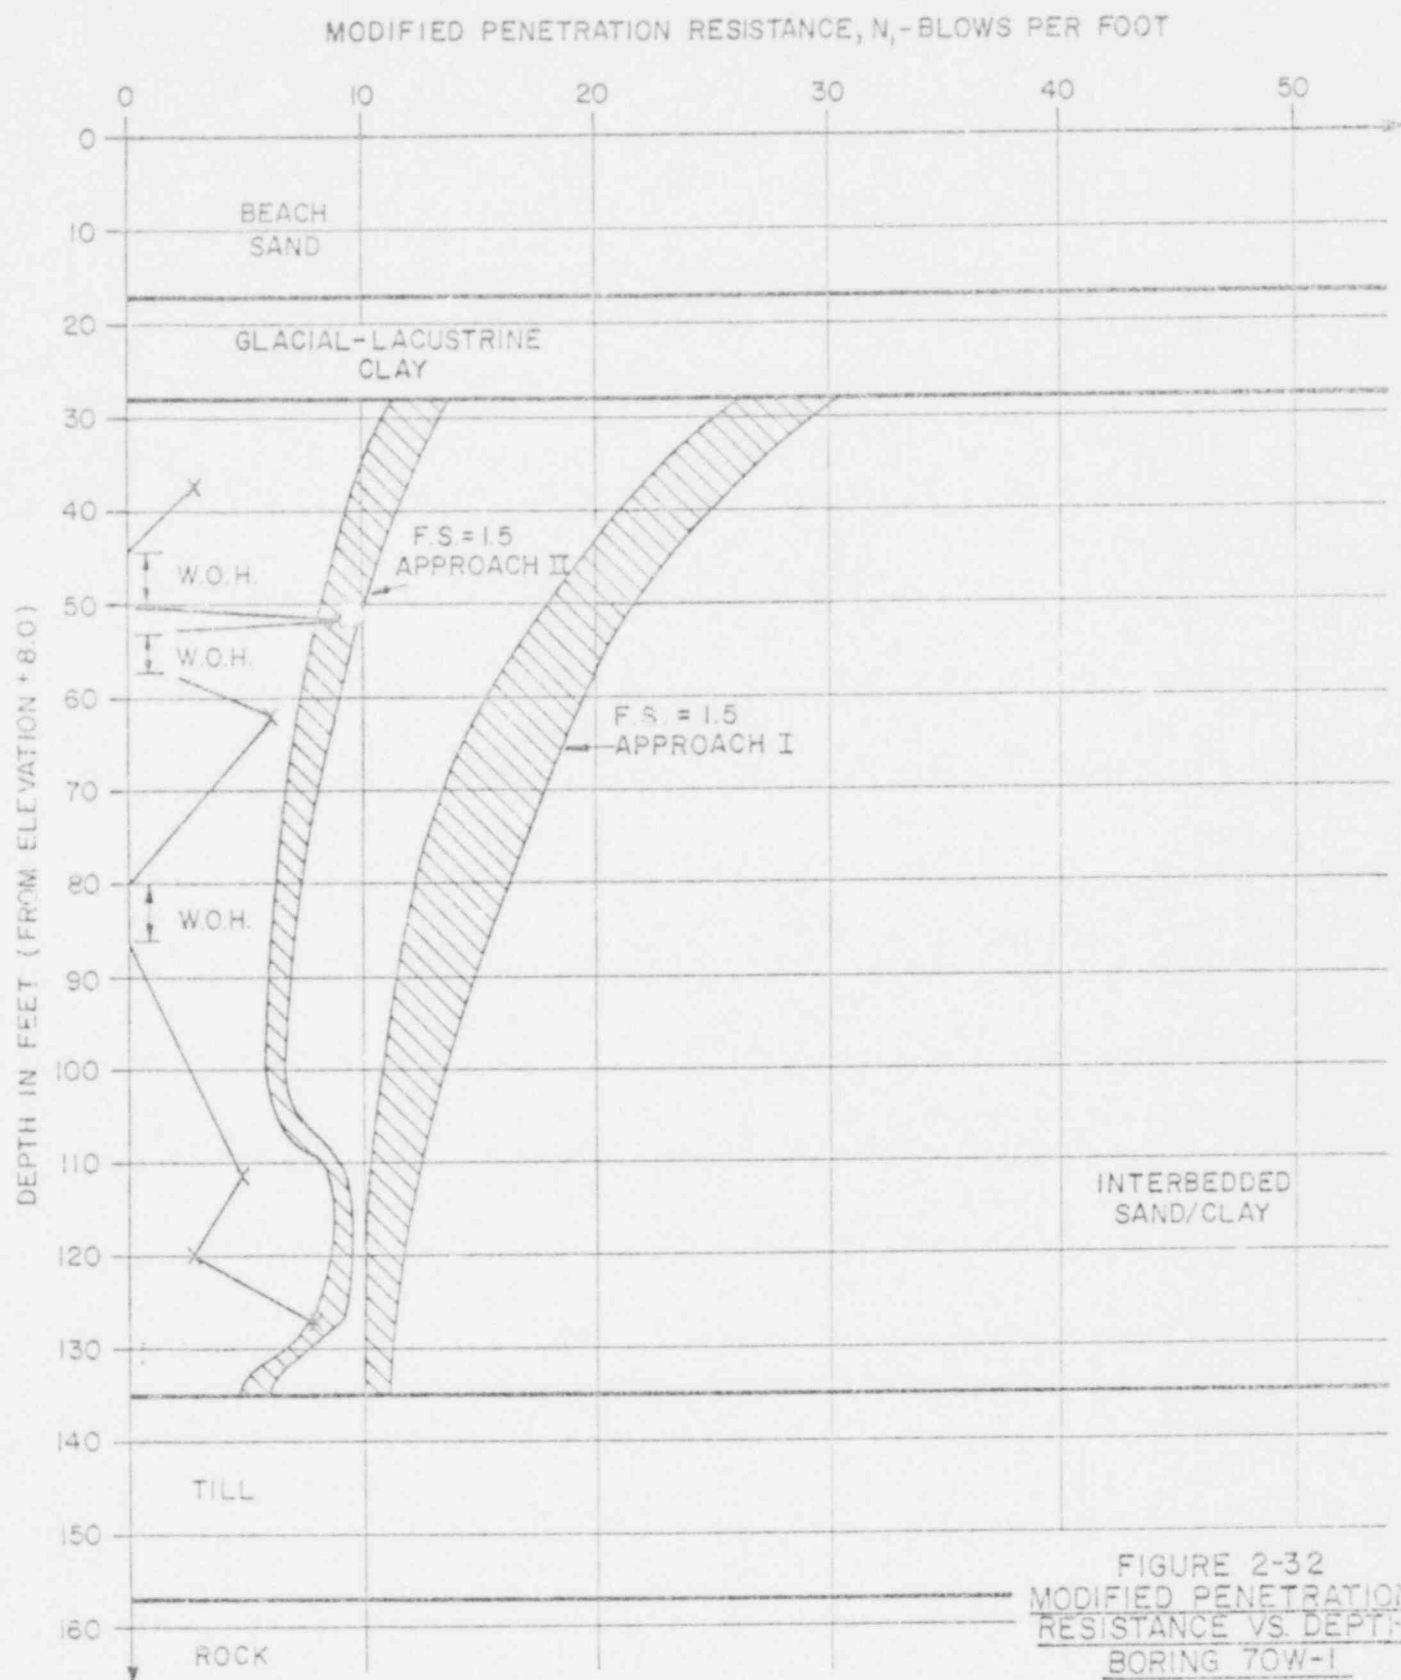 MODIFIED PENETRATION RESISTANCE, N₁-BLOWS PER FOOT
0 10 20 30 40 50
0
BEACH
10
SAND
20
GLACIAL-LACUSTRINE
CLAY
30
40
F.S.=1.5
APPROACH II
W.O.H.
50
W.O.H.
60
F.S.=1.5
APPROACH I
70
80
W.O.H.
90
100
110
INTERBEDDED
SAND/CLAY
120
130
140
TILL
150
160
ROCK
DEPTH IN FEET (FROM ELEVATION +8.0)
FIGURE 2-32
MODIFIED PENETRATION
RESISTANCE VS. DEPTH
BORING 70W-1